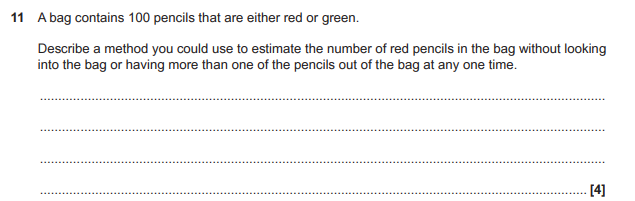 11 A bag contains 100 pencils that are either red or green.
Describe a method you could use to estimate the number of red pencils in the bag without looking
into the bag or having more than one of the pencils out of the bag at any one time.
[4]